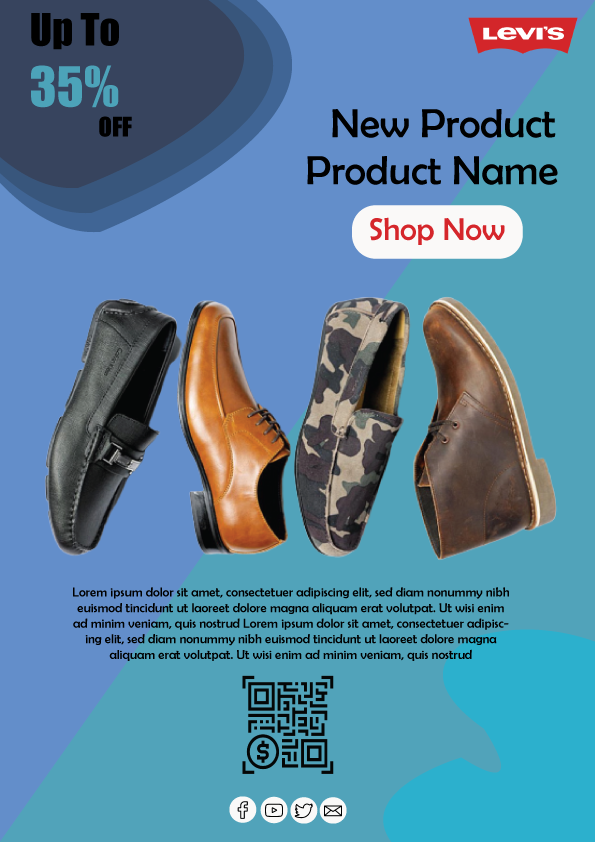 Up To
35%
OFF
LEVI'S
New Product
Product Name
Shop Now
Lorem ipsum dolor sit amet, consectetuer adipiscing elit, sed diam nonummy nibh
euismod tincidunt ut laoreet dolore magna aliquam erat volutpat. Ut wisi enim
ad minim veniam, quis nostrud Lorem ipsum dolor sit amet, consectetuer adipisc-
ing elit, sed diam nonummy nibh euismod tincidunt ut laoreet dolore magna
aliquam erat volutpat. Ut wisi enim ad minim veniam, quis nostrud
$